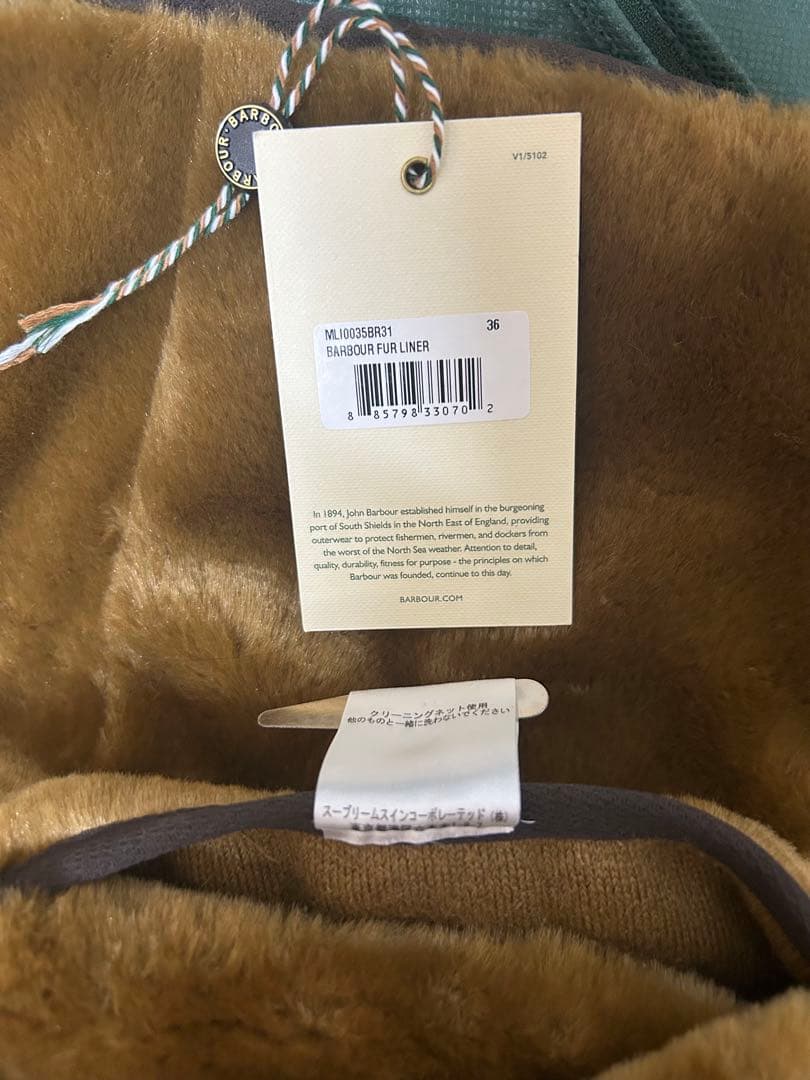 BARBOUR · BARBO
V1/5102
MLI0035BR31 36
BARBOUR FUR LINER
8 85798 33070 2
In 1894, John Barbour established himself in the burgeoning
port of South Shields in the North East of England, providing
outerwear to protect fishermen, rivermen, and dockers from
the worst of the North Sea weather. Attention to detail,
quality, durability, fitness for purpose - the principles on which
Barbour was founded, continue to this day.
BARBOUR.COM
クリーニングネット使用
他のものと一緒に洗わないでください
スープリームスインコーポレーテッド (株)